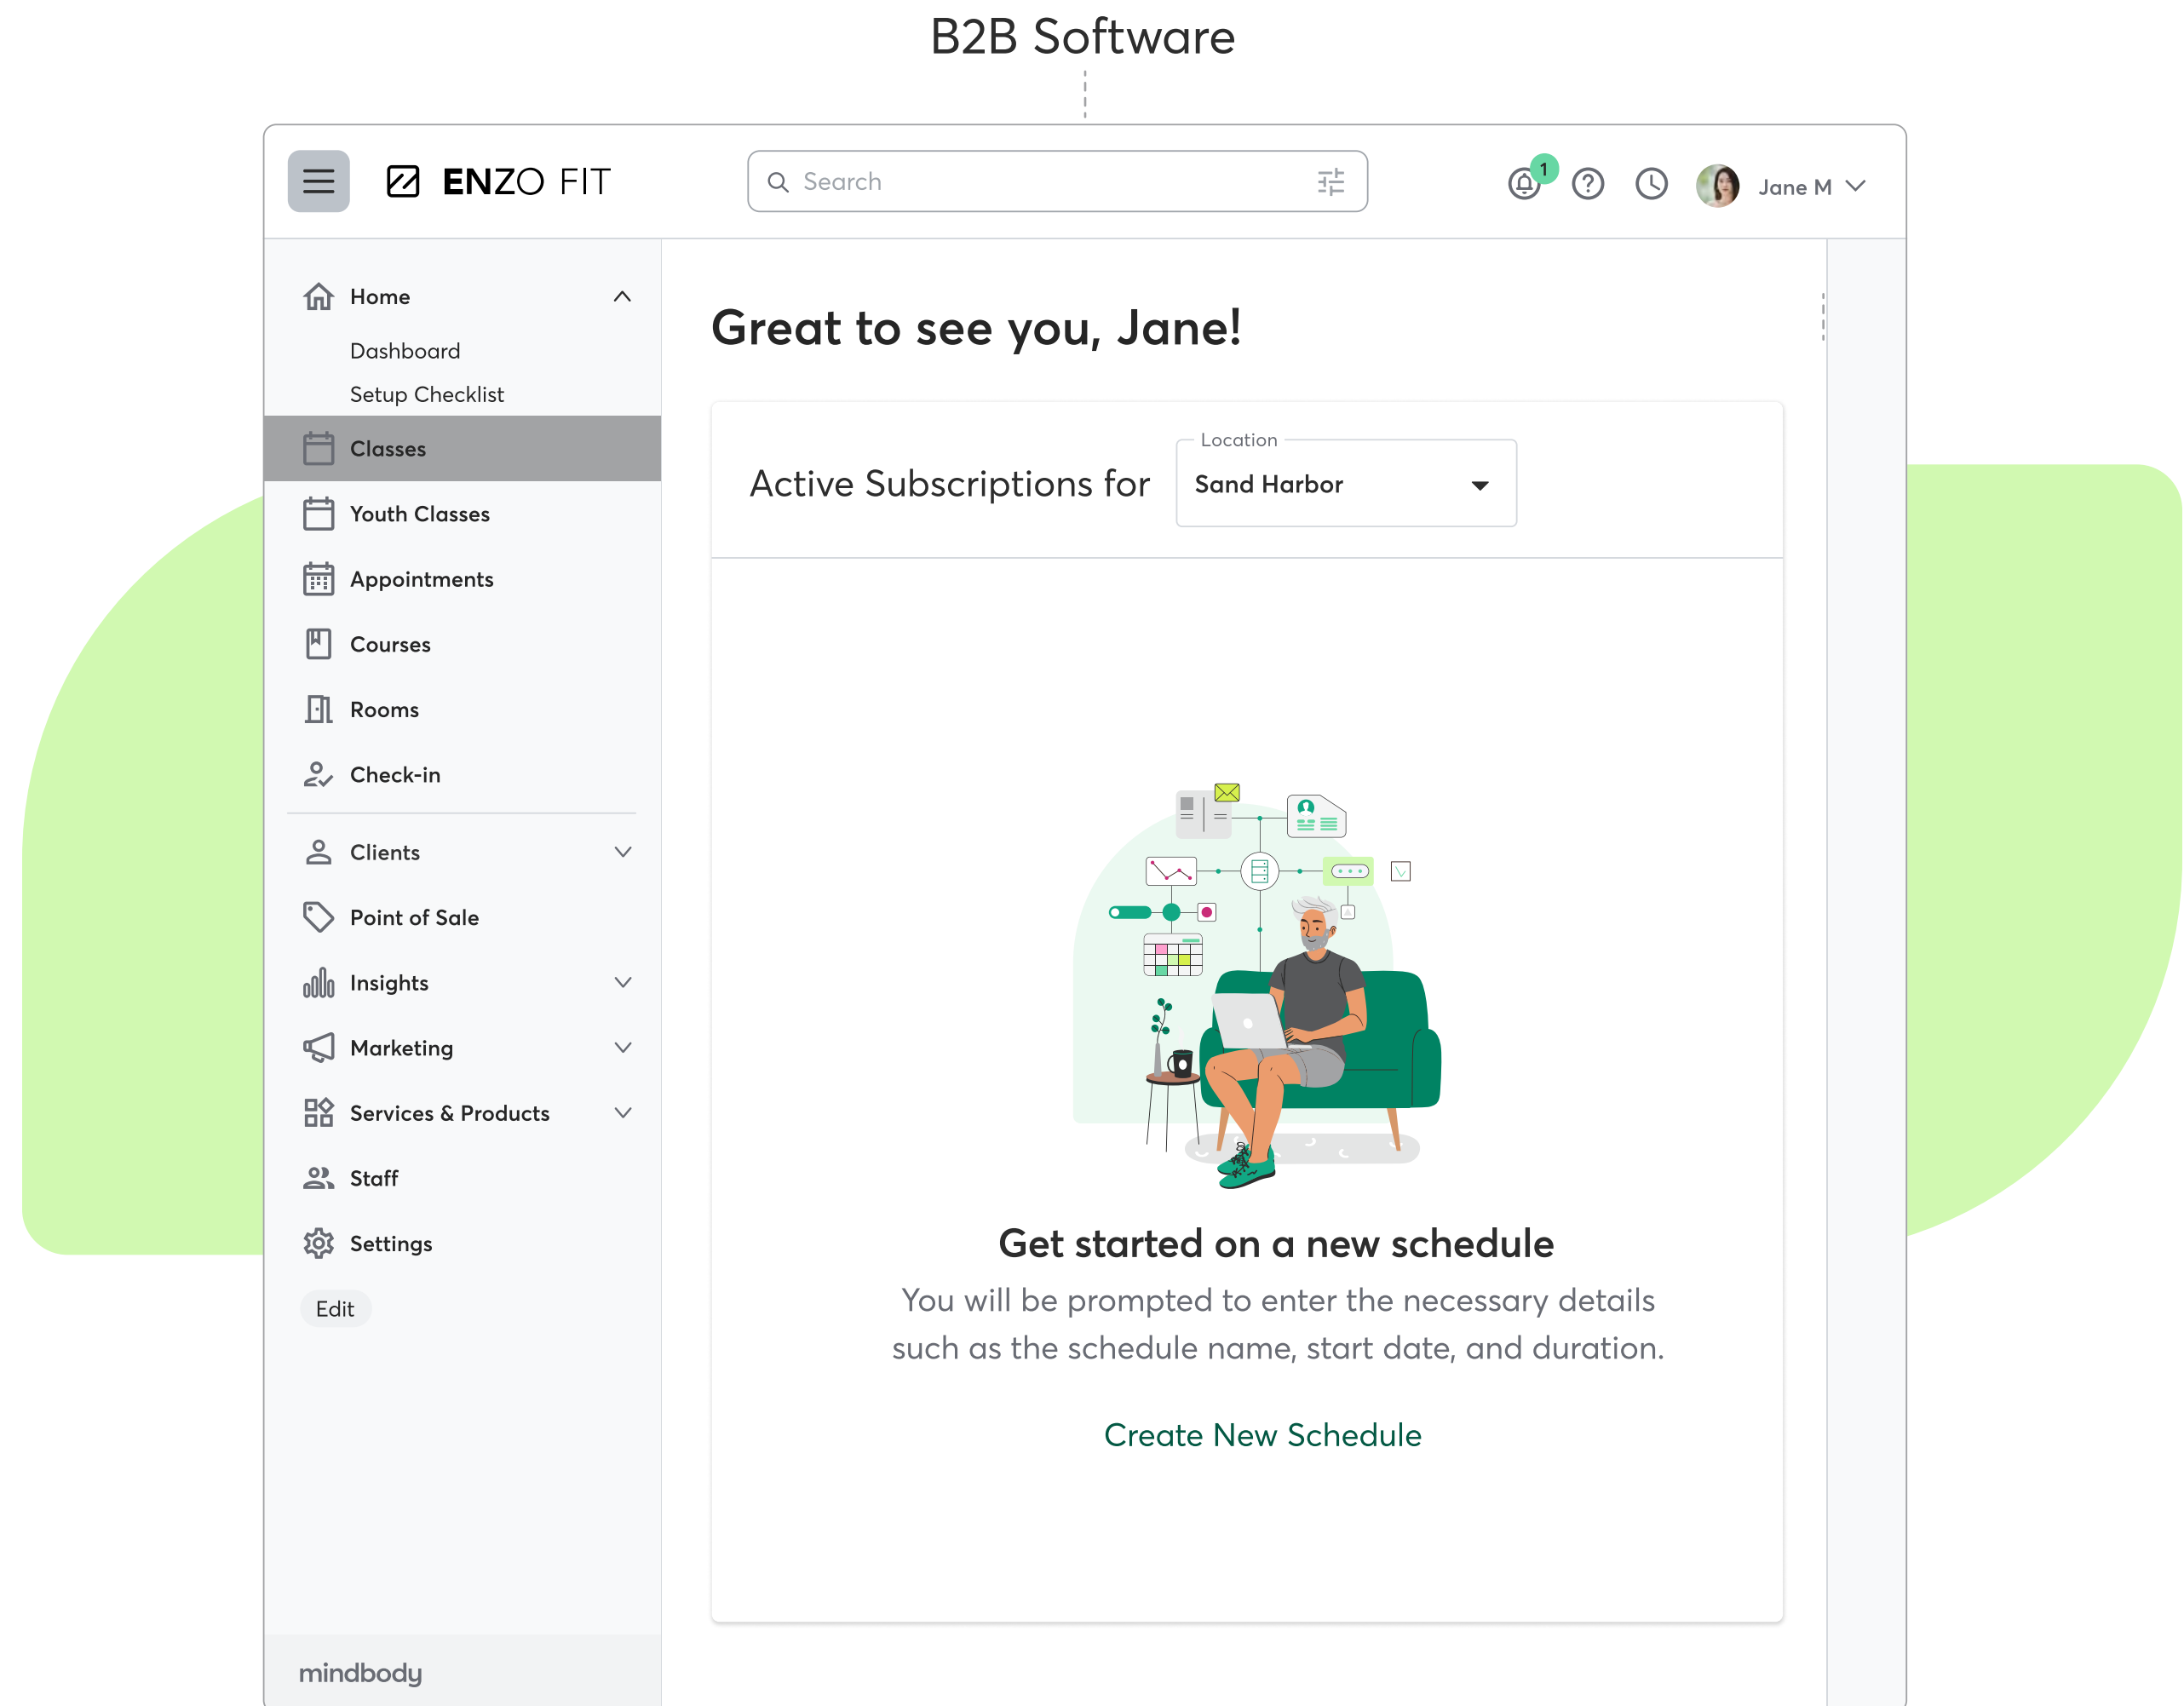 B2B Software
ENZO FIT
Search
1
Jane M
Home
Dashboard
Setup Checklist
Classes
Youth Classes
Appointments
Courses
Rooms
Check-in
Clients
Point of Sale
Insights
Marketing
Services & Products
Staff
Settings
Edit
mindbody
Great to see you, Jane!
Location
Active Subscriptions for
Sand Harbor
Get started on a new schedule
You will be prompted to enter the necessary details
such as the schedule name, start date, and duration.
Create New Schedule